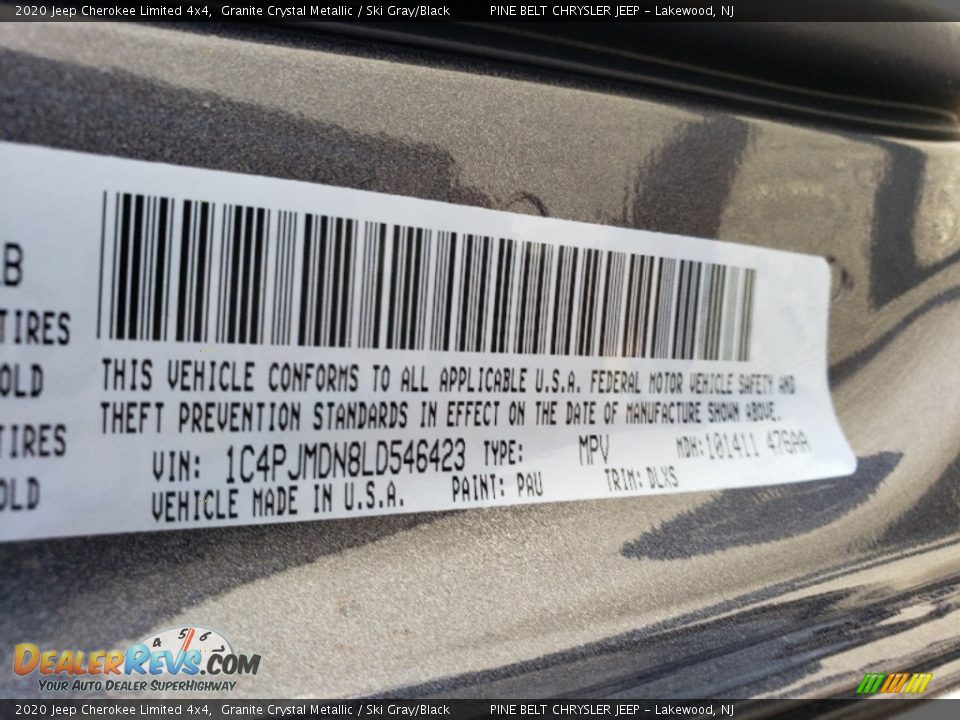 2020 Jeep Cherokee Limited 4x4, Granite Crystal Metallic / Ski Gray/Black PINE BELT CHRYSLER JEEP - Lakewood, NJ
B
TIRES
OLD
TIRES
OLD
THIS VEHICLE CONFORMS TO ALL APPLICABLE U.S.A. FEDERAL MOTOR VEHICLE SAFETY AND
THEFT PREVENTION STANDARDS IN EFFECT ON THE DATE OF MANUFACTURE SHOWN ABOVE.
VIN: 1C4PJMDN8LD546423 TYPE: MPV MDH:101411 476AA
VEHICLE MADE IN U.S.A. PAINT: PAU TRIM: DLXS
4 5 6
DEALERREVS.COM
YOUR AUTO DEALER SUPERHIGHWAY
2020 Jeep Cherokee Limited 4x4, Granite Crystal Metallic / Ski Gray/Black PINE BELT CHRYSLER JEEP - Lakewood, NJ